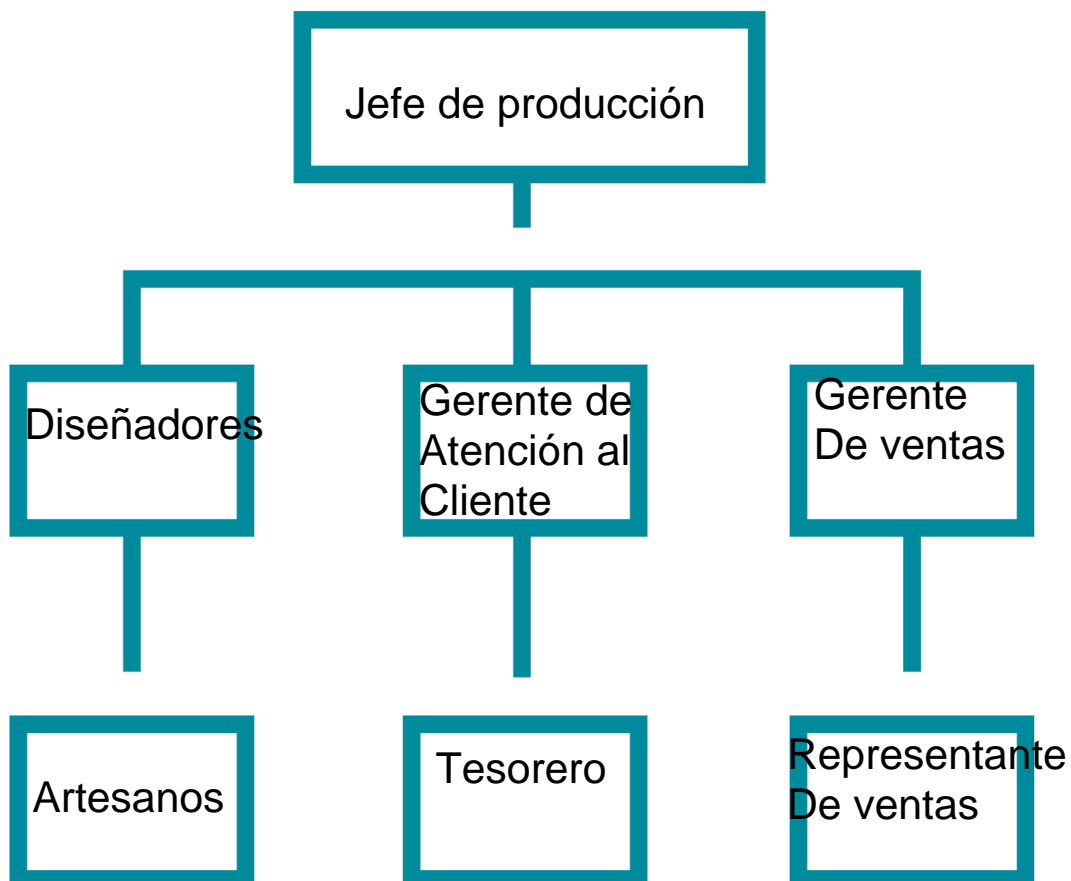 Jefe de producción
Diseñadores
Gerente de
Atención al
Cliente
Gerente
De ventas
Artesanos
Tesorero
Representante
De ventas